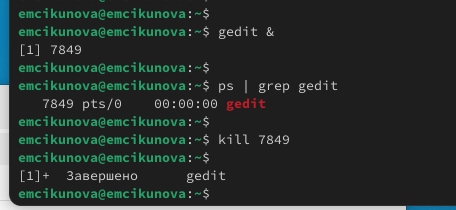 emcikunova@emcikunova:~$
emcikunova@emcikunova:~$ gedit &
[1] 7849
emcikunova@emcikunova:~$
emcikunova@emcikunova:~$ ps | grep gedit
   7849 pts/0    00:00:00 gedit
emcikunova@emcikunova:~$
emcikunova@emcikunova:~$ kill 7849
emcikunova@emcikunova:~$
[1]+  Завершено      gedit
emcikunova@emcikunova:~$